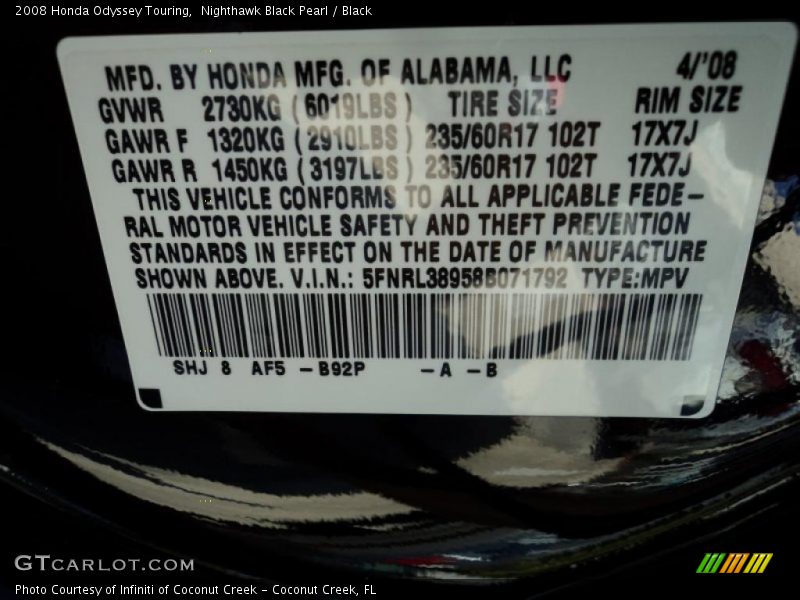 2008 Honda Odyssey Touring,  Nighthawk Black Pearl / Black
MFD. BY HONDA MFG. OF ALABAMA, LLC 4/'08
GVWR 2730KG (6019LBS) TIRE SIZE RIM SIZE
GAWR F 1320KG (2910LBS) 235/60R17 102T 17X7J
GAWR R 1450KG (3197LBS) 235/60R17 102T 17X7J
THIS VEHICLE CONFORMS TO ALL APPLICABLE FEDE-
RAL MOTOR VEHICLE SAFETY AND THEFT PREVENTION
STANDARDS IN EFFECT ON THE DATE OF MANUFACTURE
SHOWN ABOVE. V.I.N.: 5FNRL38958B071792 TYPE:MPV
SHJ 8 AF5 -B92P -A -B
GTCARLOT.COM
Photo Courtesy of Infiniti of Coconut Creek - Coconut Creek, FL